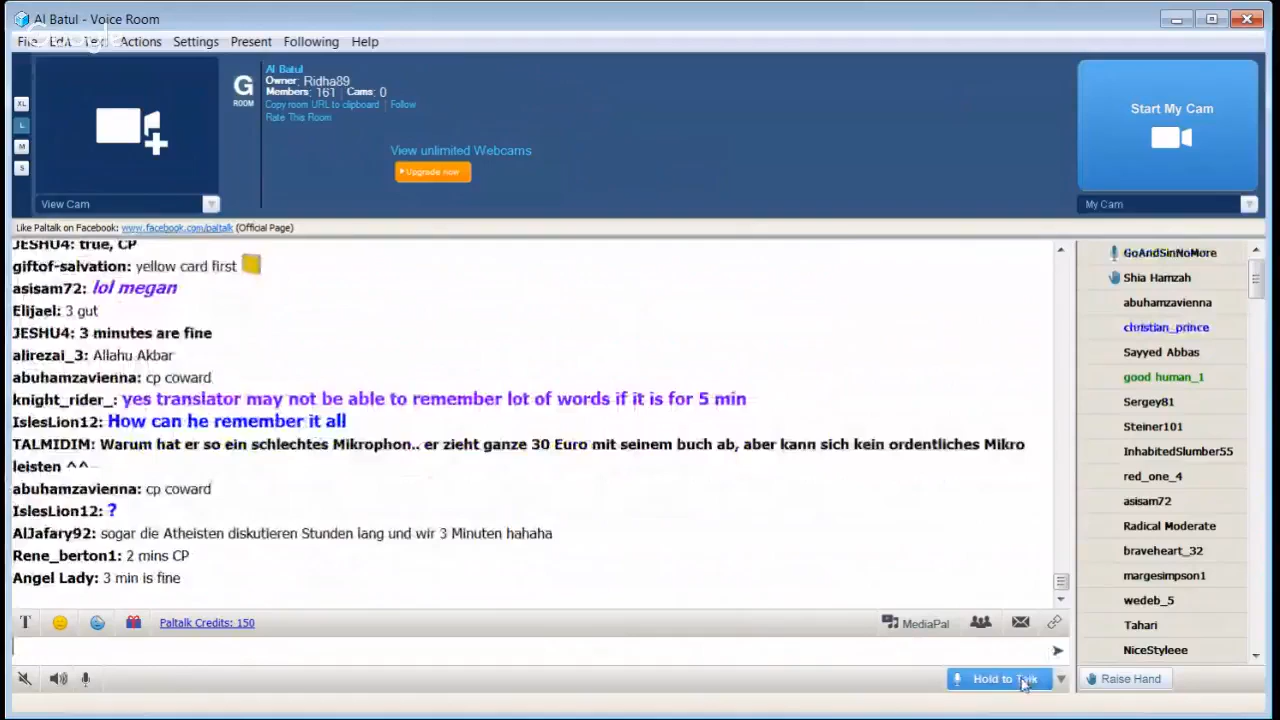 Al Batul - Voice Room
File Edit Text Actions Settings Present Following Help
Google
XL
L
M
S
View Cam
G
ROOM
Al Batul
Owner: Ridha89
Members: 161 Cams: 0
Copy room URL to clipboard Follow
Rate This Room
View unlimited Webcams
Upgrade now
Start My Cam
My Cam
Like Paltalk on Facebook: www.facebook.com/paltalk (Official Page)
JESHU4: true, CP
giftof-salvation: yellow card first
asisam72: lol megan
Elijael: 3 gut
JESHU4: 3 minutes are fine
alirezai_3: Allahu Akbar
abuhamzavienna: cp coward
knight_rider_: yes translator may not be able to remember lot of words if it is for 5 min
IslesLion12: How can he remember it all
TALMIDIM: Warum hat er so ein schlechtes Mikrophon.. er zieht ganze 30 Euro mit seinem buch ab, aber kann sich kein ordentliches Mikro
leisten ^^
abuhamzavienna: cp coward
IslesLion12: ?
AlJafary92: sogar die Atheisten diskutieren Stunden lang und wir 3 Minuten hahaha
Rene_berton1: 2 mins CP
Angel Lady: 3 min is fine
GoAndSinNoMore
Shia Hamzah
abuhamzavienna
christian_prince
Sayyed Abbas
good human_1
Sergey81
Steiner101
InhabitedSlumber55
red_one_4
asisam72
Radical Moderate
braveheart_32
margesimpson1
wedeb_5
Tahari
NiceStyleee
T
Paltalk Credits: 150
MediaPal
Hold to Talk
Raise Hand